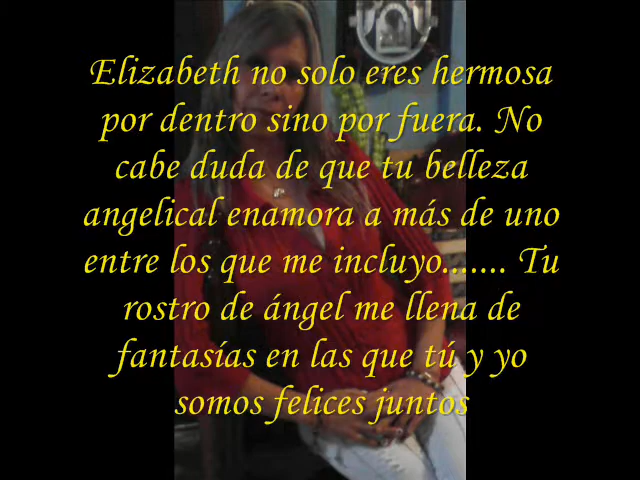 Elizabeth no solo eres hermosa
por dentro sino por fuera. No
cabe duda de que tu belleza
angelical enamora a más de uno
entre los que me incluyo....... Tu
rostro de ángel me llena de
fantasías en las que tú y yo
somos felices juntos